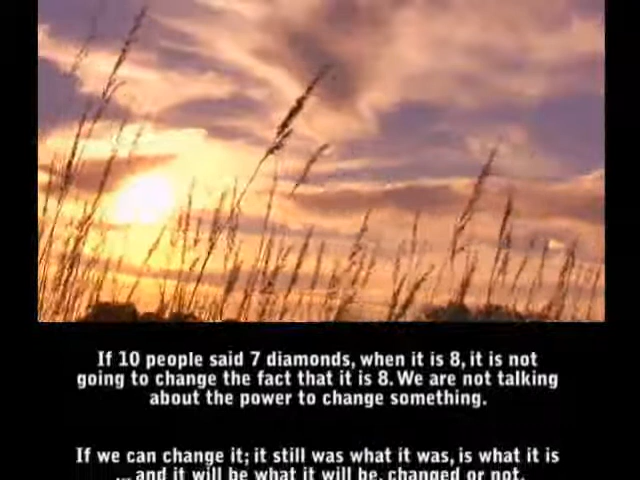 If 10 people said 7 diamonds, when it is 8, it is not
going to change the fact that it is 8. We are not talking
about the power to change something.
If we can change it; it still was what it was, is what it is
... and it will be what it will be, changed or not.